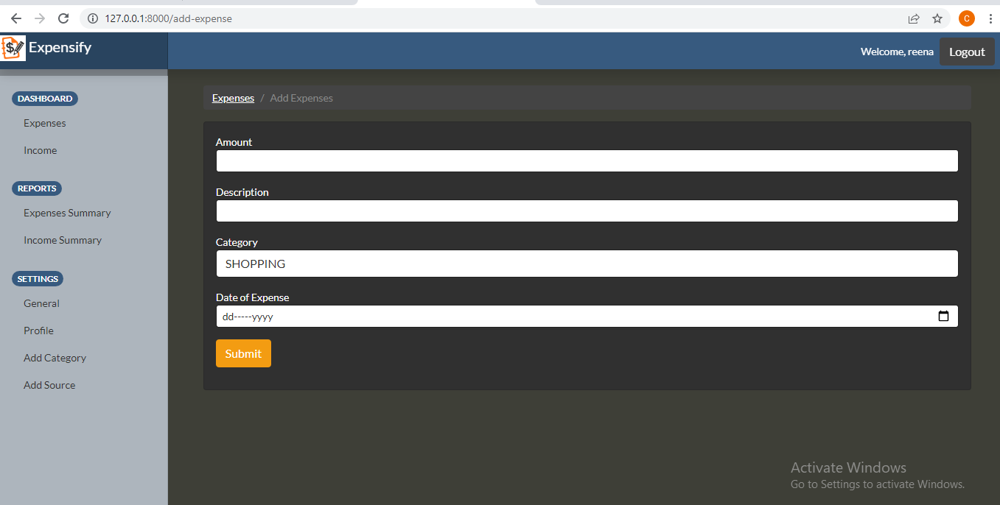 127.0.0.1:8000/add-expense
C
Expensify
Welcome, reena
Logout
DASHBOARD
Expenses
Income
REPORTS
Expenses Summary
Income Summary
SETTINGS
General
Profile
Add Category
Add Source
Expenses / Add Expenses
Amount
Description
Category
SHOPPING
Date of Expense
dd-----yyyy
Submit
Activate Windows
Go to Settings to activate Windows.